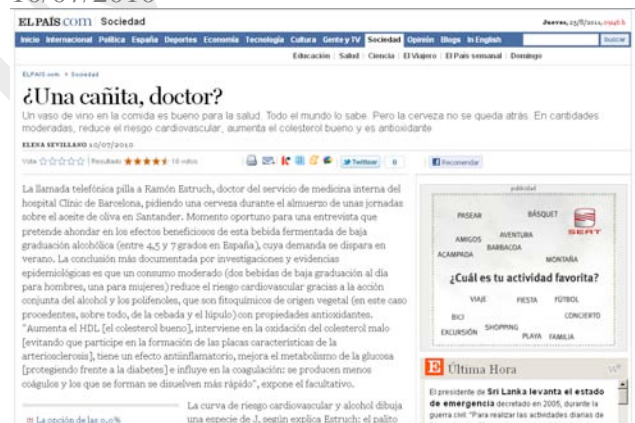 EL PAÍS.COM Sociedad
Jueves, 25/8/2011, 09:46 h
Inicio Internacional Política España Deportes Economía Tecnología Cultura Gente y TV Sociedad Opinión Blogs In English
buscar
Educación Salud Ciencia El Viajero El País semanal Domingo
ELPAIS.com > Sociedad
¿Una cañita, doctor?
Un vaso de vino en la comida es bueno para la salud. Todo el mundo lo sabe. Pero la cerveza no se queda atrás. En cantidades
moderadas, reduce el riesgo cardiovascular, aumenta el colesterol bueno y es antioxidante
ELENA SEVILLANO 10/07/2010
Vota Resultado 18 votos
Twittear 0
Recomendar
La llamada telefónica pilla a Ramón Estruch, doctor del servicio de medicina interna del
hospital Clínic de Barcelona, pidiendo una cerveza durante el almuerzo de unas jornadas
sobre el aceite de oliva en Santander. Momento oportuno para una entrevista que
pretende ahondar en los efectos beneficiosos de esta bebida fermentada de baja
graduación alcohólica (entre 4,5 y 7 grados en España), cuya demanda se dispara en
verano. La conclusión más documentada por investigaciones y evidencias
epidemiológicas es que un consumo moderado (dos bebidas de baja graduación al día
para hombres, una para mujeres) reduce el riesgo cardiovascular gracias a la acción
conjunta del alcohol y los polifenoles, que son fitoquímicos de origen vegetal (en este caso
procedentes, sobre todo, de la cebada y el lúpulo) con propiedades antioxidantes.
"Aumenta el HDL [el colesterol bueno], interviene en la oxidación del colesterol malo
[evitando que participe en la formación de las placas características de la
arteriosclerosis], tiene un efecto antiinflamatorio, mejora el metabolismo de la glucosa
[protegiendo frente a la diabetes] e influye en la coagulación: se producen menos
coágulos y los que se forman se disuelven más rápido", expone el facultativo.
La curva de riesgo cardiovascular y alcohol dibuja
una especie de J, según explica Estruch: el palito
La opción de las 0,0%
publicidad
PASEAR BÁSQUET
SEAT
AMIGOS AVENTURA
ACAMPADA BARBACOA
MONTAÑA
¿Cuál es tu actividad favorita?
VIAJE FIESTA FÚTBOL
BICI CONCIERTO
EXCURSIÓN SHOPPING PLAYA FAMILIA
E Última Hora
El presidente de Sri Lanka levanta el estado
de emergencia decretado en 2005, durante la
guerra civil. "Para realizar las actividades diarias de